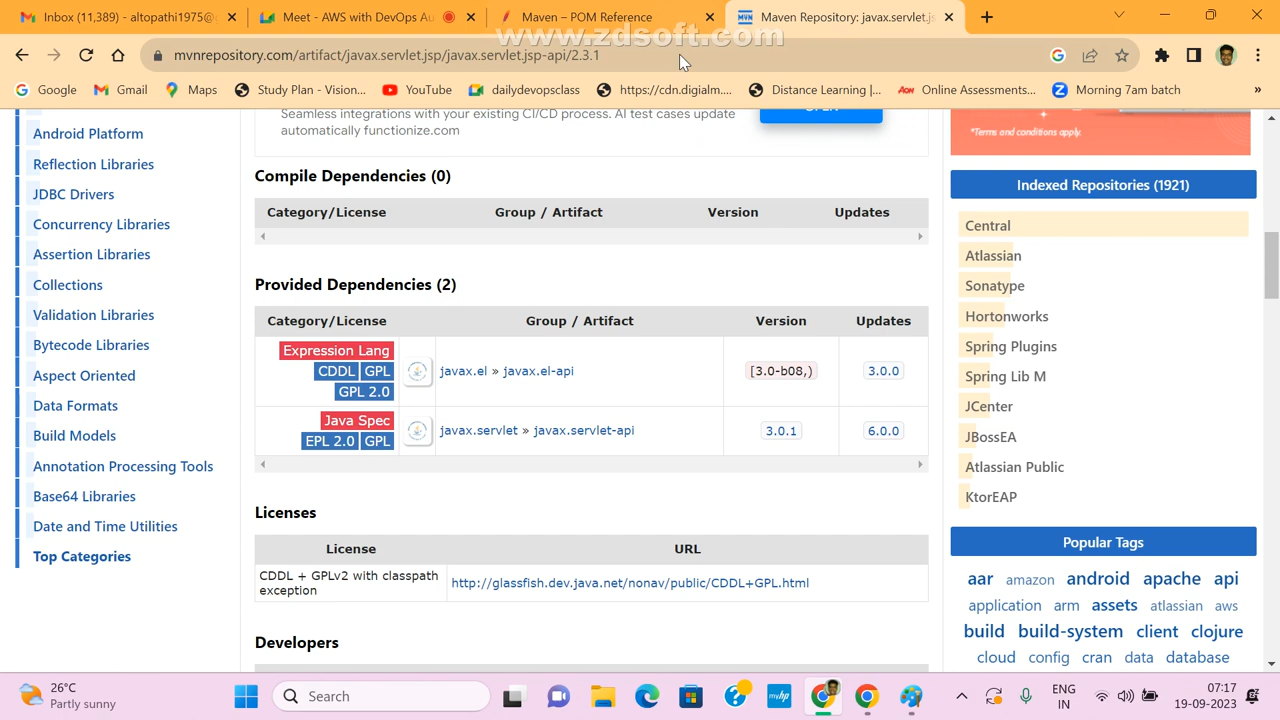 Inbox (11,389) - altopathi1975@
Meet - AWS with DevOps Au
Maven – POM Reference
Maven Repository: javax.servlet.js
www.zdsoft.com
mvnrepository.com/artifact/javax.servlet.jsp/javax.servlet.jsp-api/2.3.1
Google
Gmail
Maps
Study Plan - Vision...
YouTube
dailydevopsclass
https://cdn.digialm....
Distance Learning |...
Online Assessments...
Morning 7am batch
»
Android Platform
Reflection Libraries
JDBC Drivers
Concurrency Libraries
Assertion Libraries
Collections
Validation Libraries
Bytecode Libraries
Aspect Oriented
Data Formats
Build Models
Annotation Processing Tools
Base64 Libraries
Date and Time Utilities
Top Categories
Seamless integrations with your existing CI/CD process. AI test cases update
automatically functionize.com
Compile Dependencies (0)
Category/License Group / Artifact Version Updates
Provided Dependencies (2)
Category/License Group / Artifact Version Updates
Expression Lang
CDDL GPL
GPL 2.0
javax.el » javax.el-api [3.0-b08,) 3.0.0
Java Spec
EPL 2.0 GPL
javax.servlet » javax.servlet-api 3.0.1 6.0.0
Licenses
License URL
CDDL + GPLv2 with classpath
exception
http://glassfish.dev.java.net/nonav/public/CDDL+GPL.html
Developers
*Terms and conditions apply.
Indexed Repositories (1921)
Central
Atlassian
Sonatype
Hortonworks
Spring Plugins
Spring Lib M
JCenter
JBossEA
Atlassian Public
KtorEAP
Popular Tags
aar amazon android apache api
application arm assets atlassian aws
build build-system client clojure
cloud config cran data database
26°C
Partly sunny
Search
ENG
IN
07:17
19-09-2023